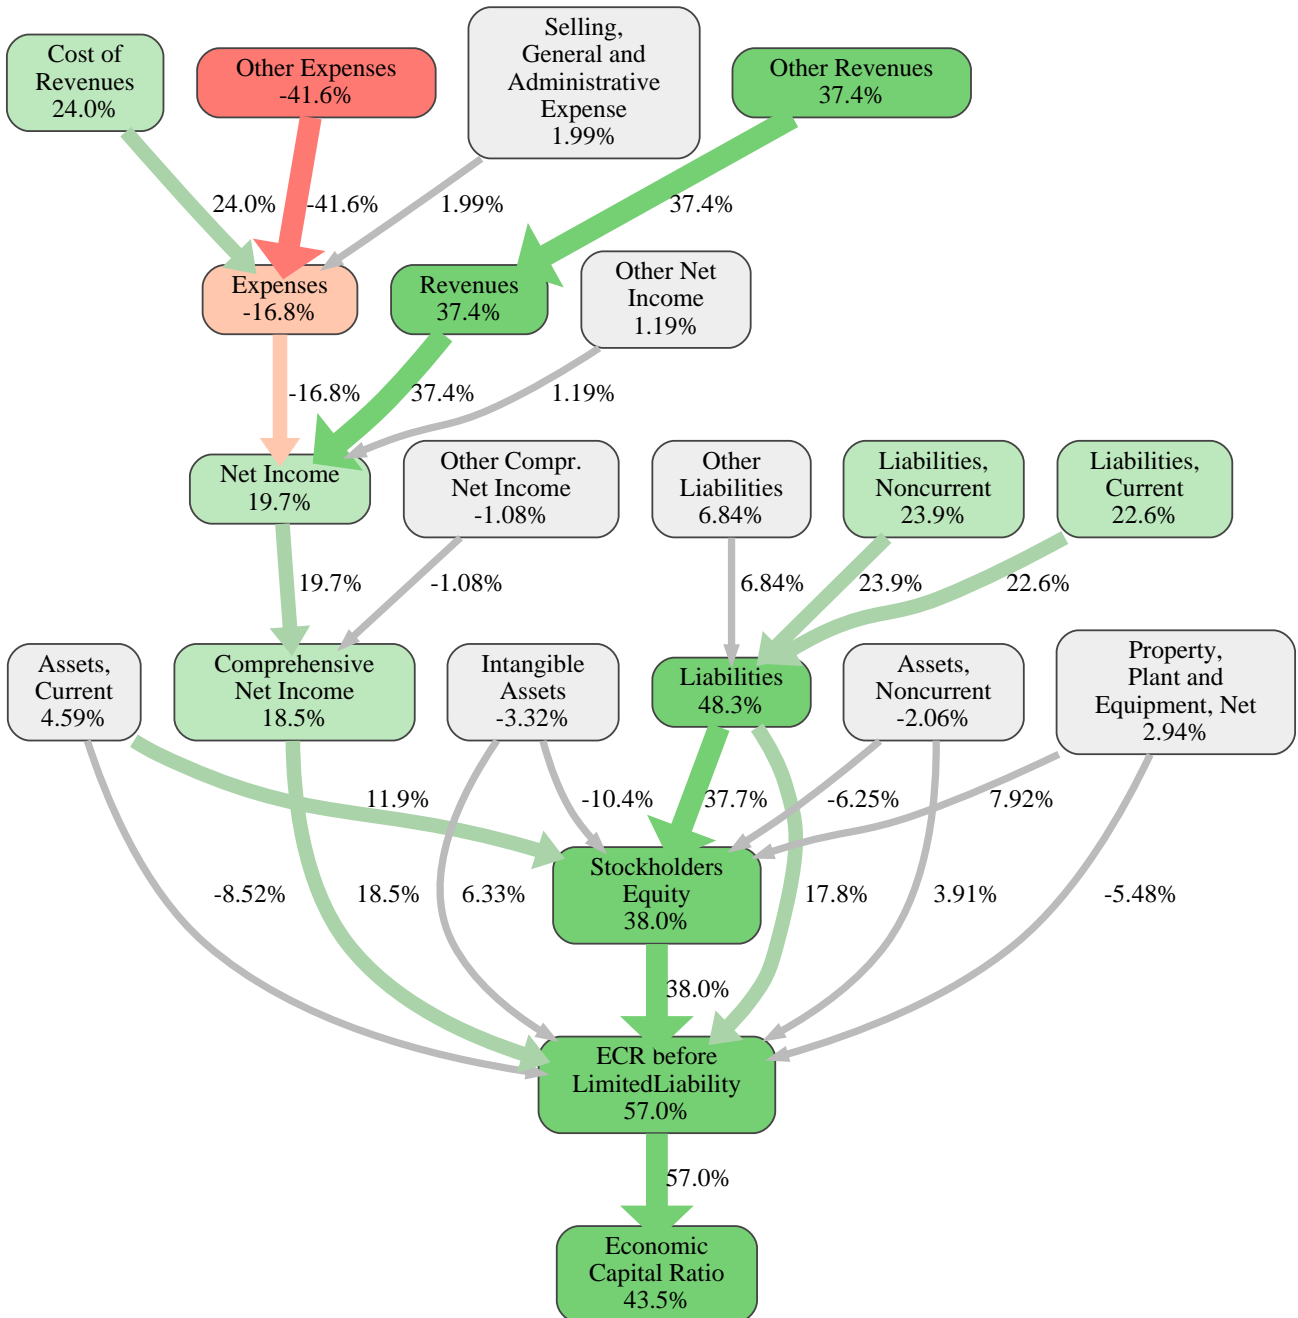 Cost of
Revenues
24.0%
Other Expenses
-41.6%
Selling,
General and
Administrative
Expense
1.99%
Other Revenues
37.4%
24.0%
-41.6%
1.99%
37.4%
Expenses
-16.8%
Revenues
37.4%
Other Net
Income
1.19%
-16.8%
37.4%
1.19%
Net Income
19.7%
Other Compr.
Net Income
-1.08%
Other
Liabilities
6.84%
Liabilities,
Noncurrent
23.9%
Liabilities,
Current
22.6%
19.7%
-1.08%
6.84%
23.9%
22.6%
Assets,
Current
4.59%
Comprehensive
Net Income
18.5%
Intangible
Assets
-3.32%
Liabilities
48.3%
Assets,
Noncurrent
-2.06%
Property,
Plant and
Equipment, Net
2.94%
11.9%
-10.4%
37.7%
-6.25%
7.92%
Stockholders
Equity
38.0%
-8.52%
18.5%
6.33%
17.8%
3.91%
-5.48%
38.0%
ECR before
LimitedLiability
57.0%
57.0%
Economic
Capital Ratio
43.5%